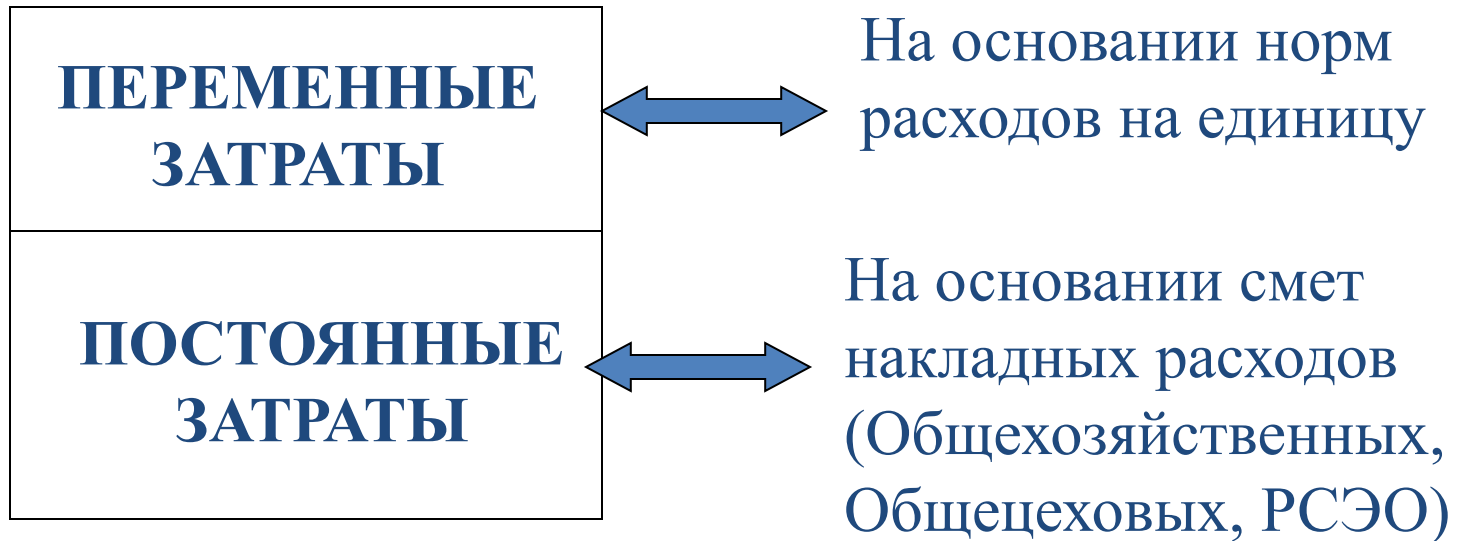 ПЕРЕМЕННЫЕ
ЗАТРАТЫ
На основании норм
расходов на единицу
ПОСТОЯННЫЕ
ЗАТРАТЫ
На основании смет
накладных расходов
(Общехозяйственных,
Общецеховых, РСЭО)